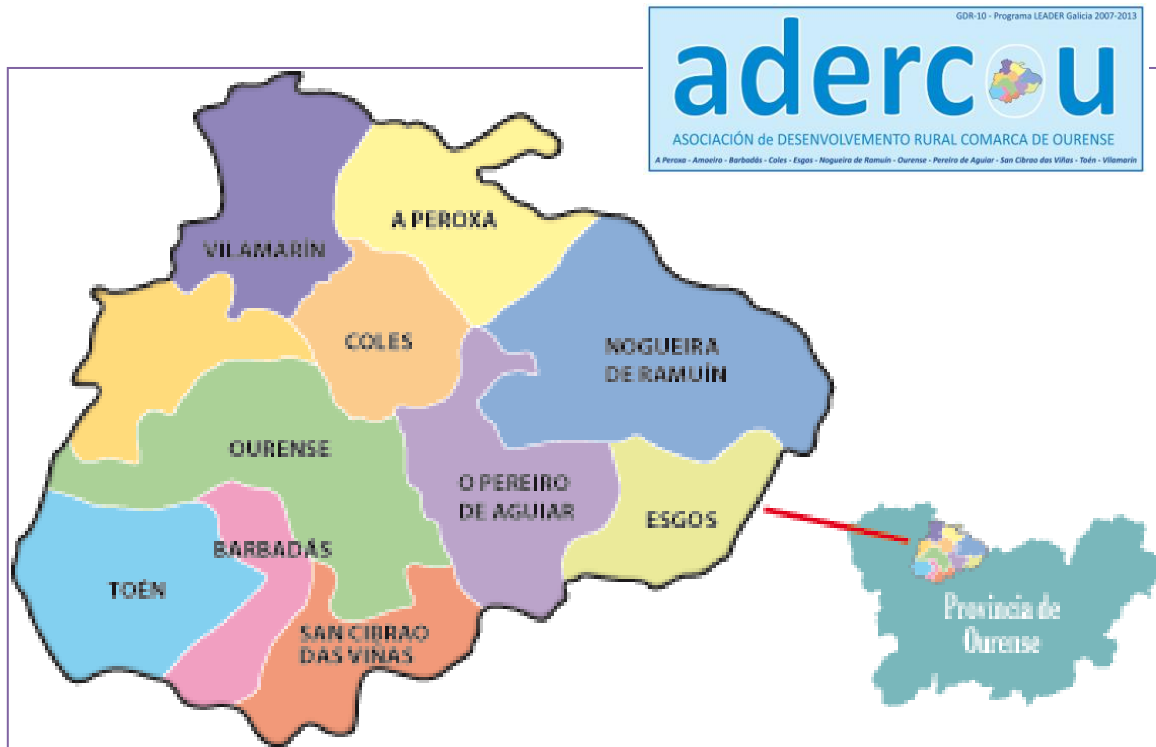 GDR-10 - Programa LEADER Galicia 2007-2013
adercou
ASOCIACIÓN de DESENVOLVEMENTO RURAL COMARCA DE OURENSE
A Peroxa - Amoeiro - Barbadás - Coles - Esgos - Nogueira de Ramuín - Ourense - Pereiro de Aguiar - San Cibrao das Viñas - Toén - Vilamarín
A PEROXA
VILAMARÍN
COLES
NOGUEIRA
DE RAMUÍN
OURENSE
O PEREIRO
DE AGUIAR
ESGOS
BARBADÁS
TOÉN
SAN CIBRAO
DAS VIÑAS
Provincia de
Ourense